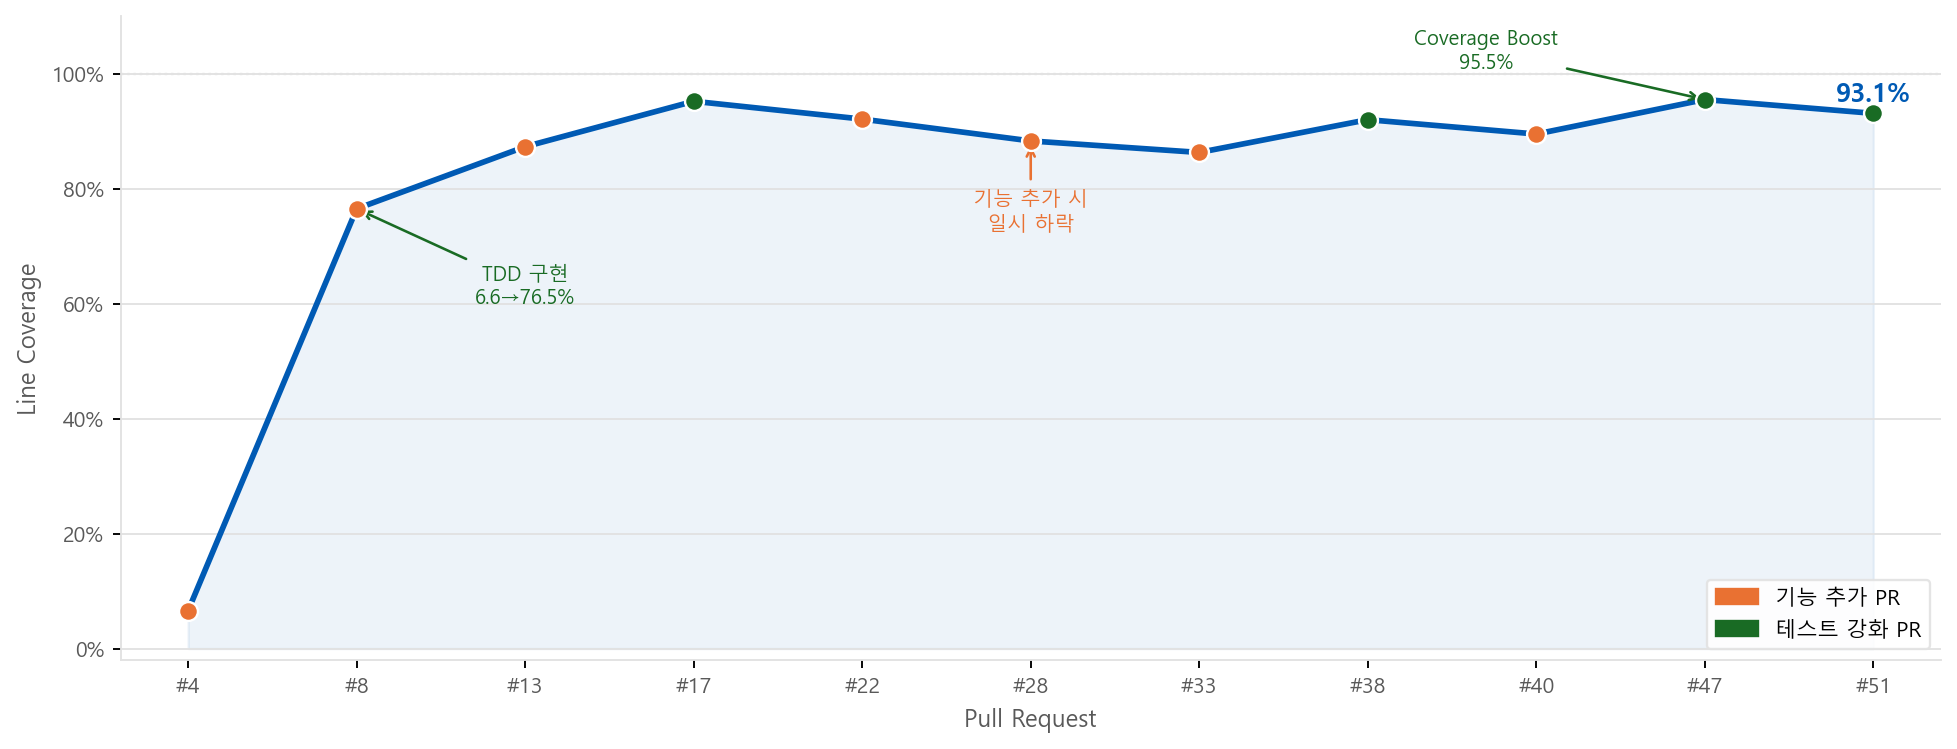 Coverage Boost
95.5%
93.1%
기능 추가 시
일시 하락
TDD 구현
6.6→76.5%
Line Coverage
100%
80%
60%
40%
20%
0%
#4
#8
#13
#17
#22
#28
#33
#38
#40
#47
#51
Pull Request
기능 추가 PR
테스트 강화 PR